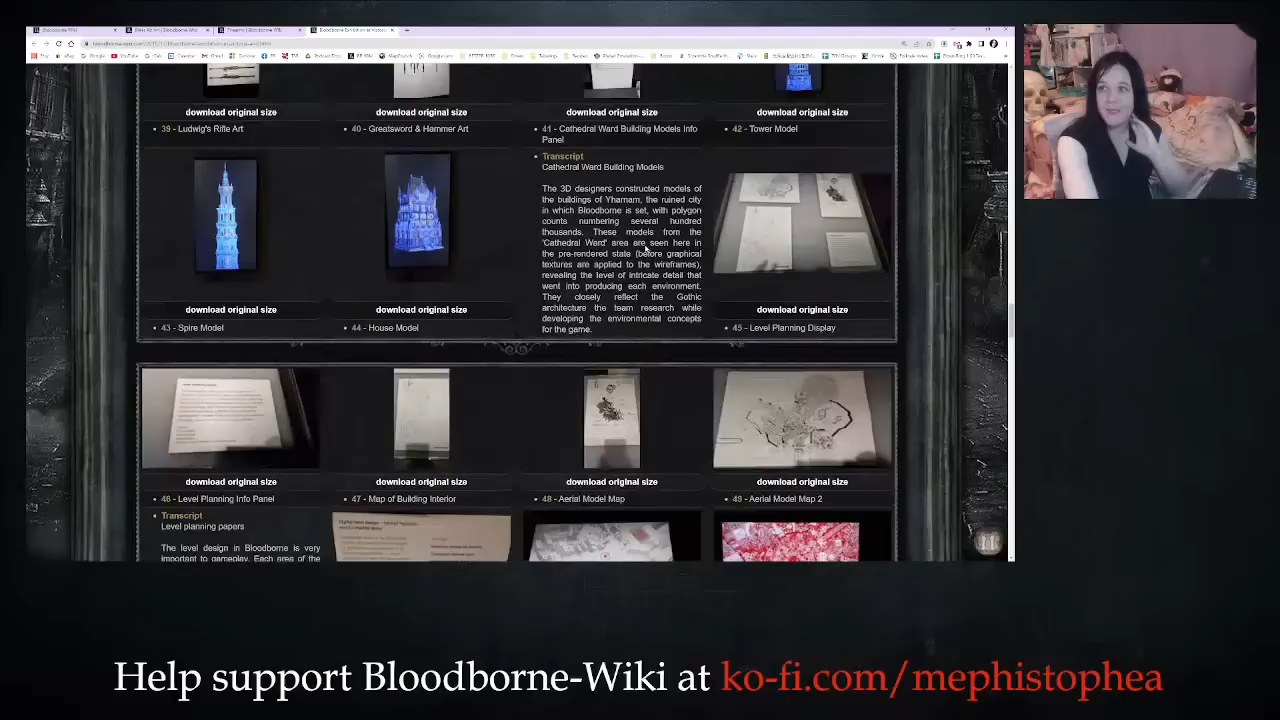 Bloodborne-Wiki
Firearms | Bloodborne Wiki
Bloodborne Exhibition at Victoria
download original size
download original size
download original size
download original size
39 - Ludwig's Rifle Art
40 - Greatsword & Hammer Art
41 - Cathedral Ward Building Models Info
Panel
42 - Tower Model
Transcript
Cathedral Ward Building Models
The 3D designers constructed models of
the buildings of Yharnam, the ruined city
in which Bloodborne is set, with polygon
counts numbering several hundred
thousands. These models from the
'Cathedral Ward' area are seen here in
the pre-rendered state (before graphical
textures are applied to the wireframes),
revealing the level of intricate detail that
went into producing each environment.
They closely reflect the Gothic
architecture the team research while
developing the environmental concepts
for the game.
download original size
download original size
download original size
43 - Spire Model
44 - House Model
45 - Level Planning Display
download original size
download original size
download original size
download original size
46 - Level Planning Info Panel
47 - Map of Building Interior
48 - Aerial Model Map
49 - Aerial Model Map 2
Transcript
Level planning papers
The level design in Bloodborne is very
important to gameplay. Each area of the
Help support Bloodborne-Wiki at ko-fi.com/mephistophea